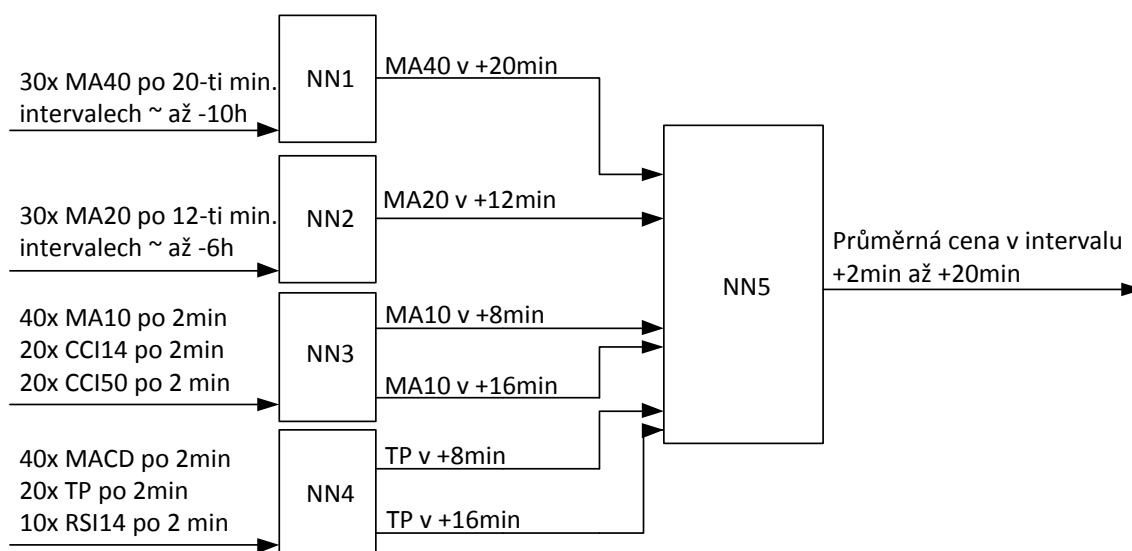 30x MA40 po 20-ti min.
intervalech ~ až -10h
NN1
MA40 v +20min
30x MA20 po 12-ti min.
intervalech ~ až -6h
NN2
MA20 v +12min
40x MA10 po 2min
20x CCI14 po 2min
20x CCI50 po 2 min
NN3
MA10 v +8min
MA10 v +16min
40x MACD po 2min
20x TP po 2min
10x RSI14 po 2 min
NN4
TP v +8min
TP v +16min
NN5
Průměrná cena v intervalu
+2min až +20min